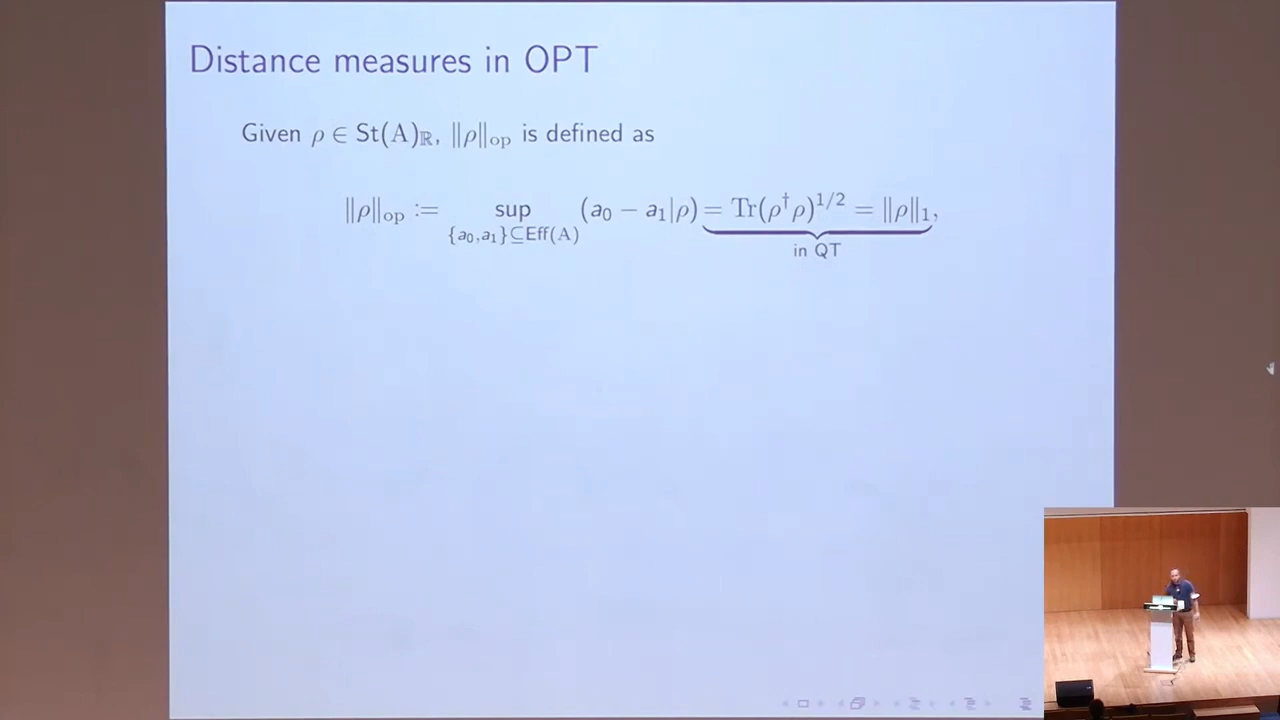 Distance measures in OPT
Given ρ ∈ St(A)ℝ, ‖ρ‖op is defined as
‖ρ‖op := sup{a₀,a₁}⊆Eff(A) (a₀ − a₁|ρ) = Tr(ρ†ρ)^1/2 = ‖ρ‖₁,
in QT